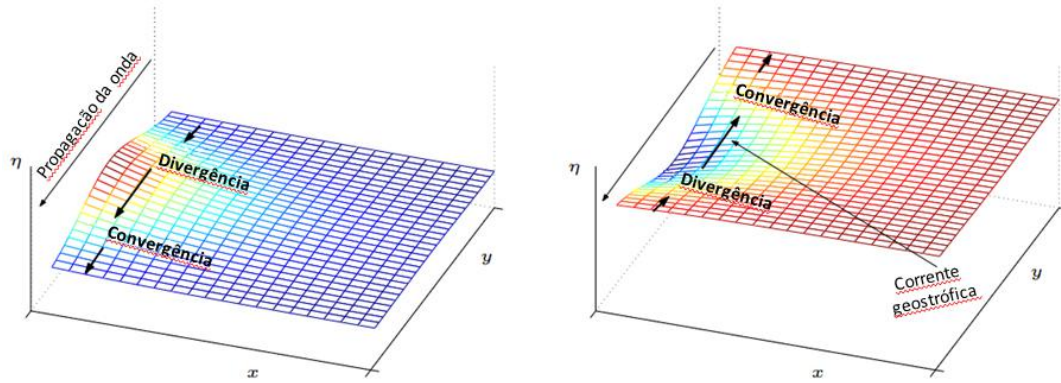 Propagação da onda
η
Divergência
Convergência
y
x
Convergência
η
Divergência
Corrente
geostrófica
y
x